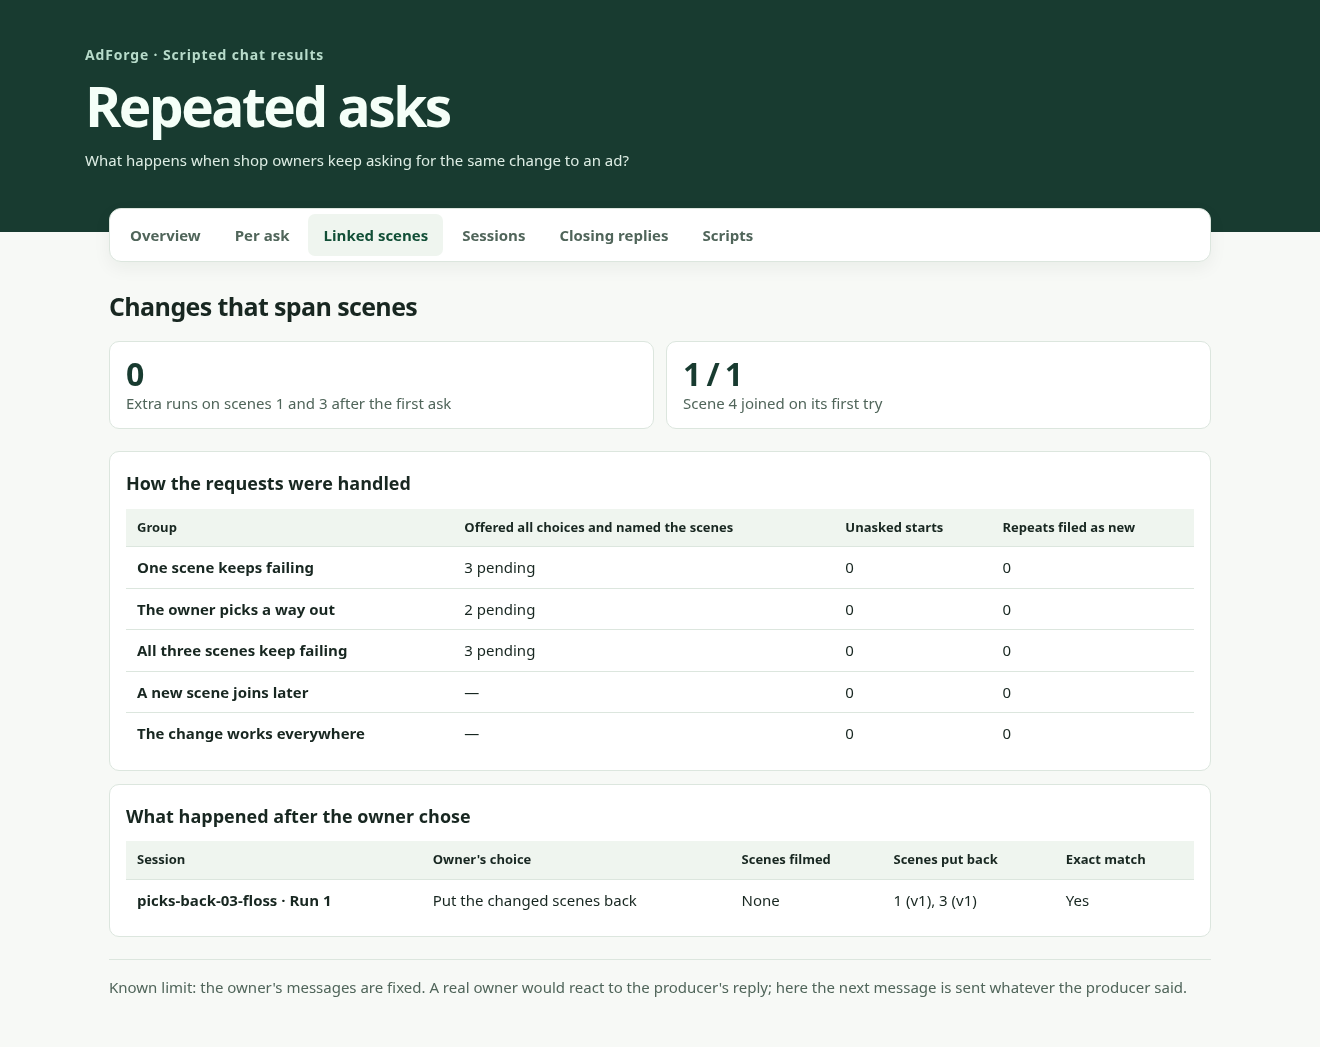 AdForge · Scripted chat results
Repeated asks
What happens when shop owners keep asking for the same change to an ad?
Overview Per ask Linked scenes Sessions Closing replies Scripts
Changes that span scenes
0
Extra runs on scenes 1 and 3 after the first ask
1 / 1
Scene 4 joined on its first try
How the requests were handled
Group Offered all choices and named the scenes Unasked starts Repeats filed as new
One scene keeps failing 3 pending 0 0
The owner picks a way out 2 pending 0 0
All three scenes keep failing 3 pending 0 0
A new scene joins later — 0 0
The change works everywhere — 0 0
What happened after the owner chose
Session Owner's choice Scenes filmed Scenes put back Exact match
picks-back-03-floss · Run 1 Put the changed scenes back None 1 (v1), 3 (v1) Yes
Known limit: the owner's messages are fixed. A real owner would react to the producer's reply; here the next message is sent whatever the producer said.